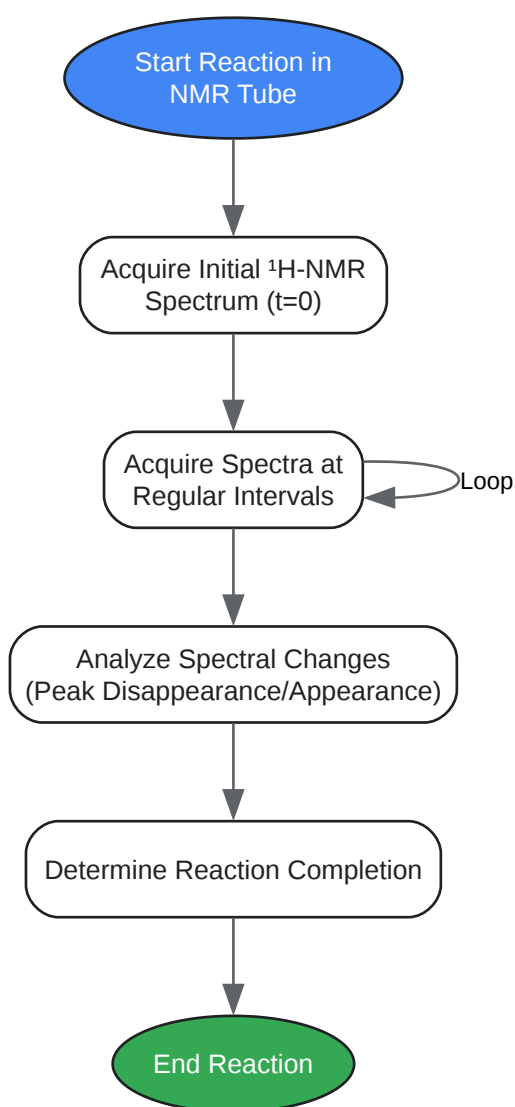 Start Reaction in
NMR Tube
Acquire Initial ¹H-NMR
Spectrum (t=0)
Acquire Spectra at
Regular Intervals
Loop
Analyze Spectral Changes
(Peak Disappearance/Appearance)
Determine Reaction Completion
End Reaction